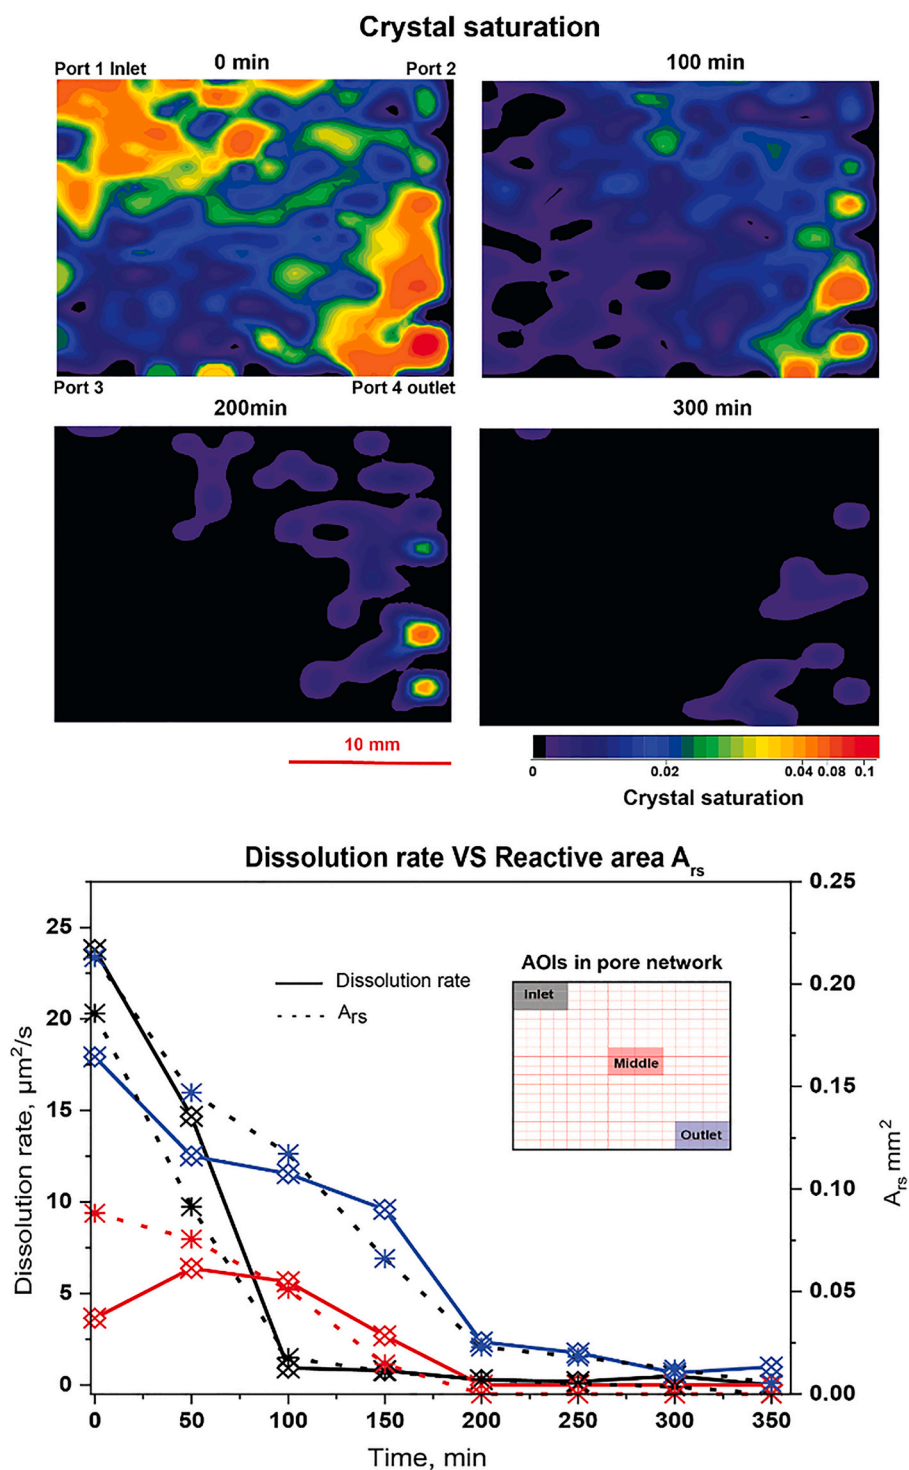 Crystal saturation
0 min
100 min
Port 1 Inlet
Port 2
Port 3
Port 4 outlet
200min
300 min
10 mm
0
0.02
0.04 0.08 0.1
Crystal saturation
Dissolution rate VS Reactive area Ars
25
20
15
10
5
0
Dissolution rate, µm²/s
Dissolution rate
Ars
AOIs in pore network
Inlet
Middle
Outlet
0.25
0.20
0.15
0.10
0.05
0.00
Ars mm²
0 50 100 150 200 250 300 350
Time, min